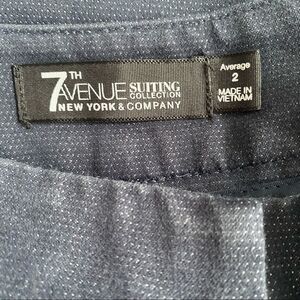 7TH
AVENUE SUITING
COLLECTION
NEW YORK & COMPANY
Average
2
MADE IN
VIETNAM